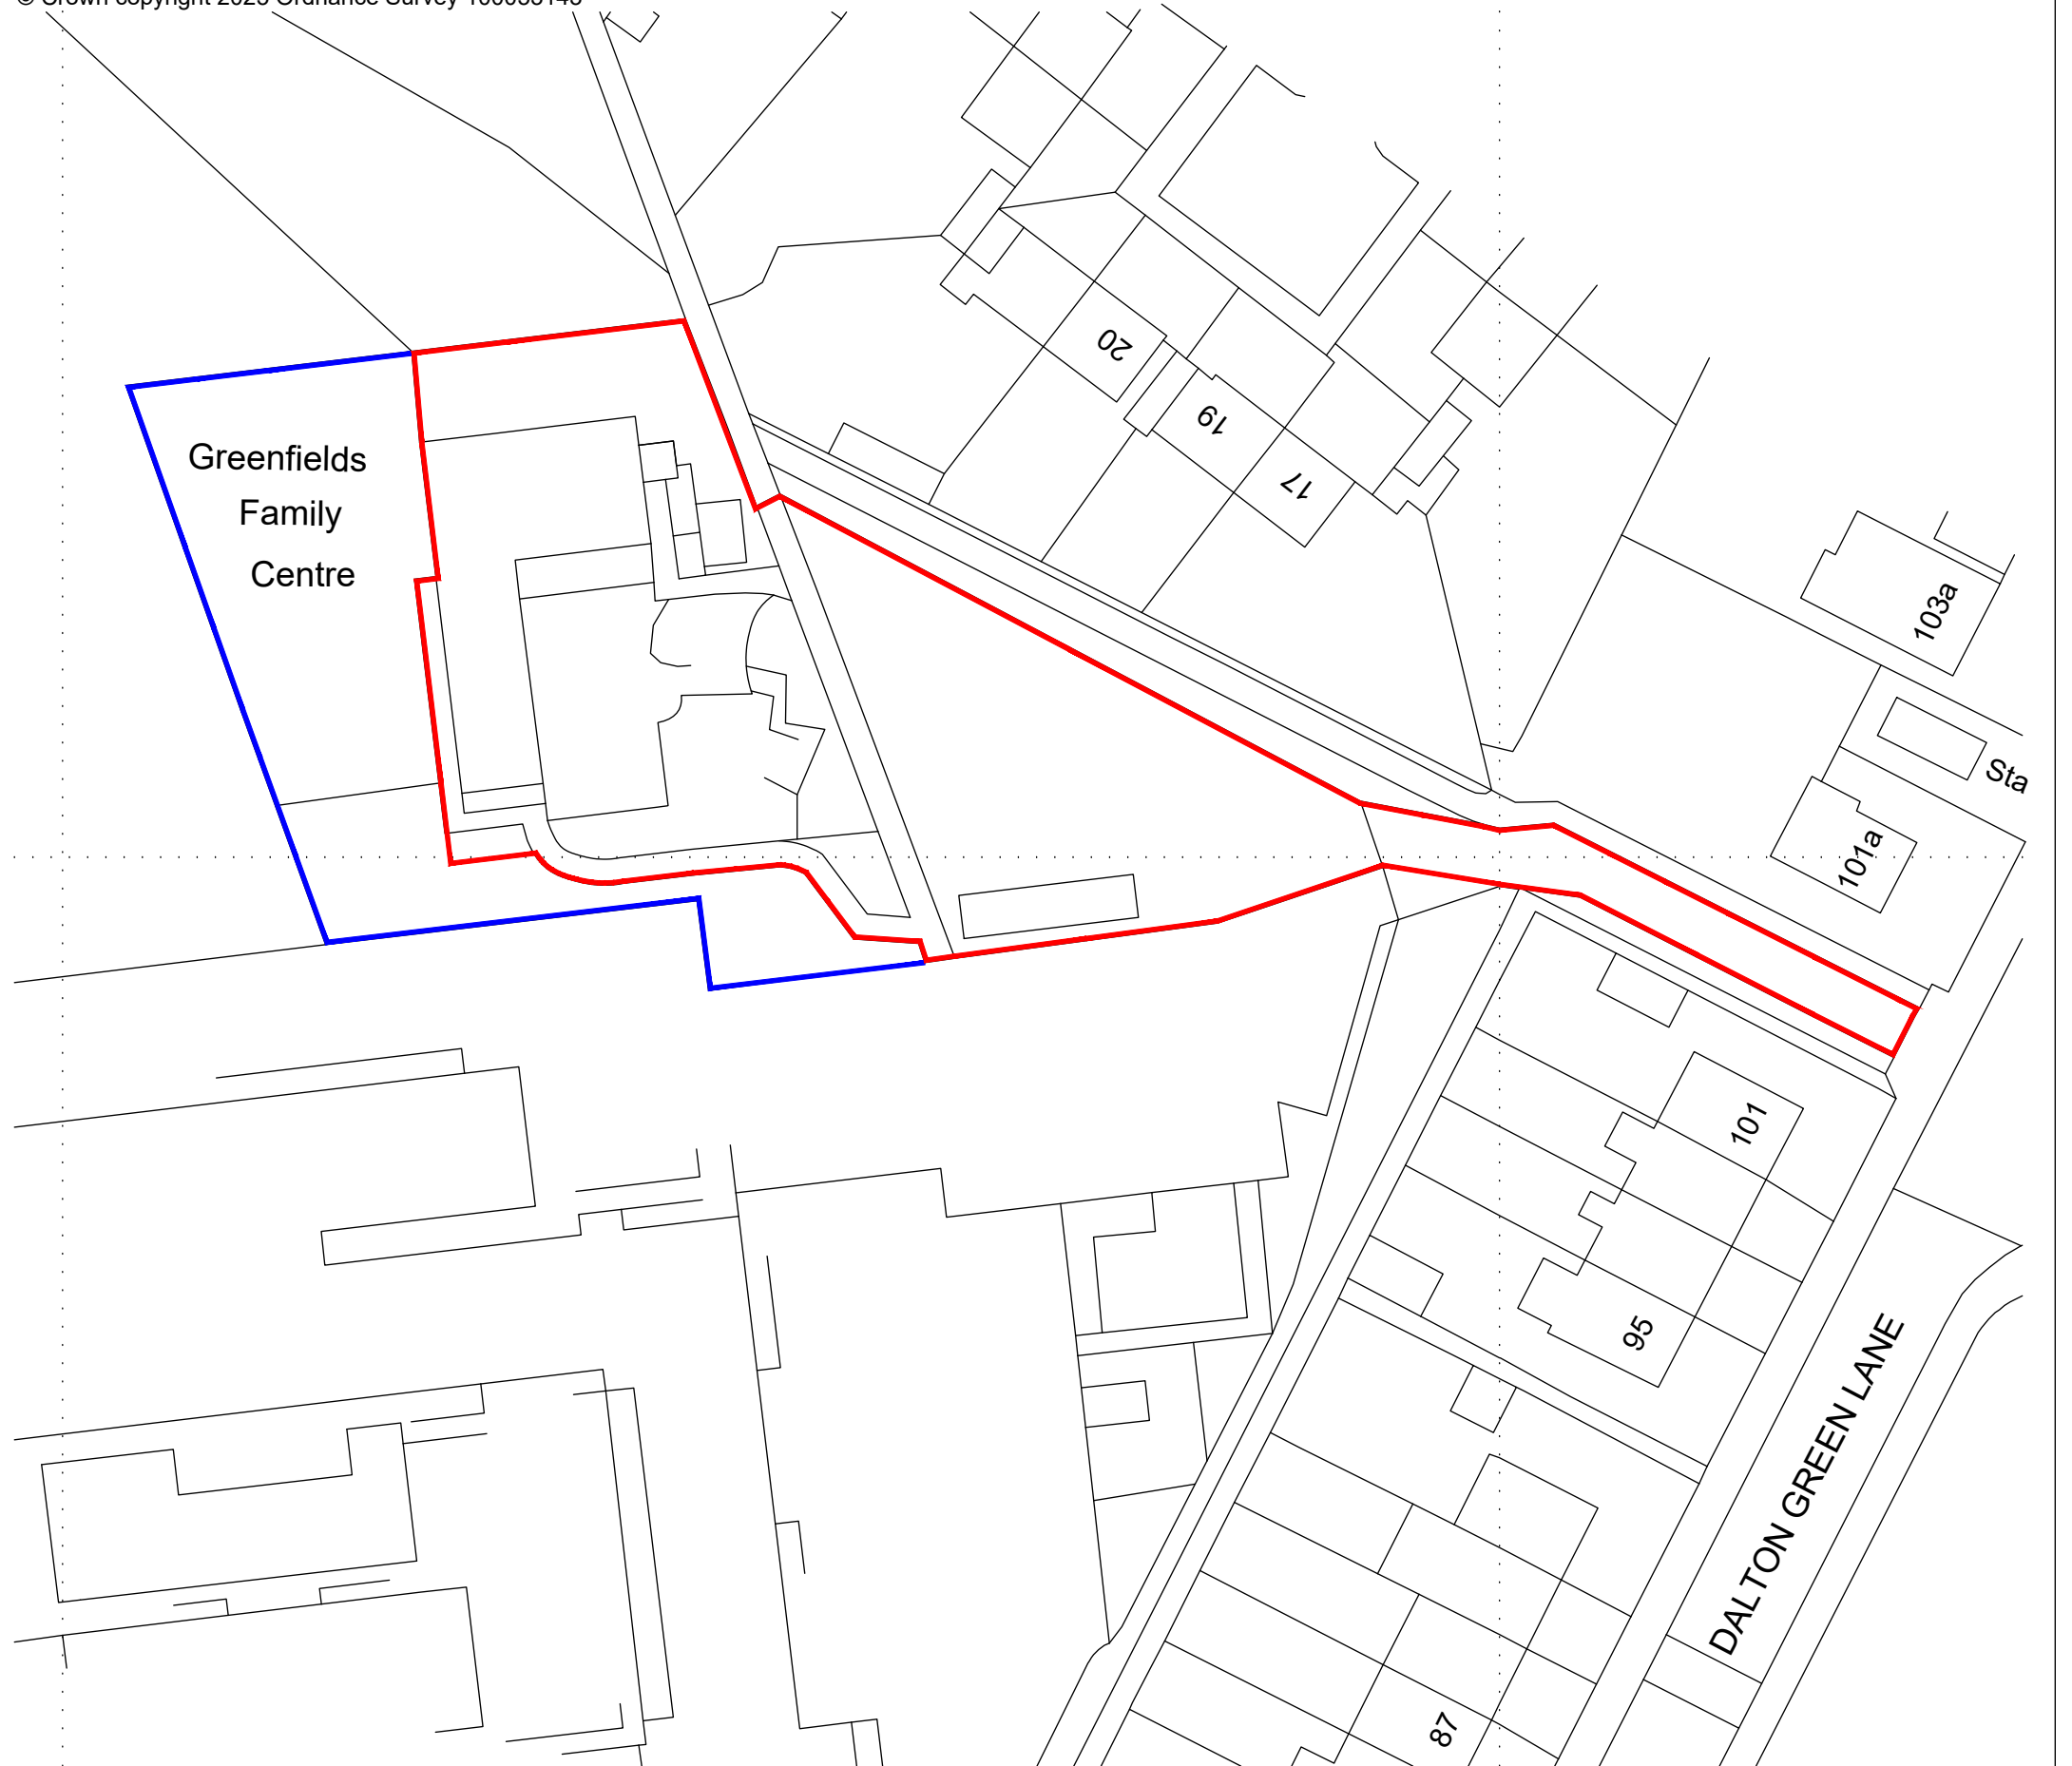 20
19
17
Greenfields
Family
Centre
103a
Sta
101a
101
95
DALTON GREEN LANE
87